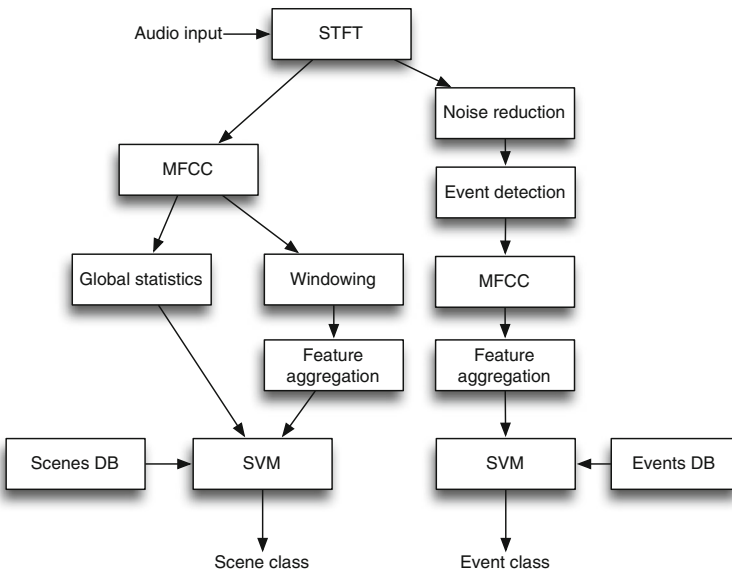 Audio input
STFT
Noise reduction
MFCC
Event detection
Global statistics
Windowing
MFCC
Feature
aggregation
Feature
aggregation
Scenes DB
SVM
SVM
Events DB
Scene class
Event class